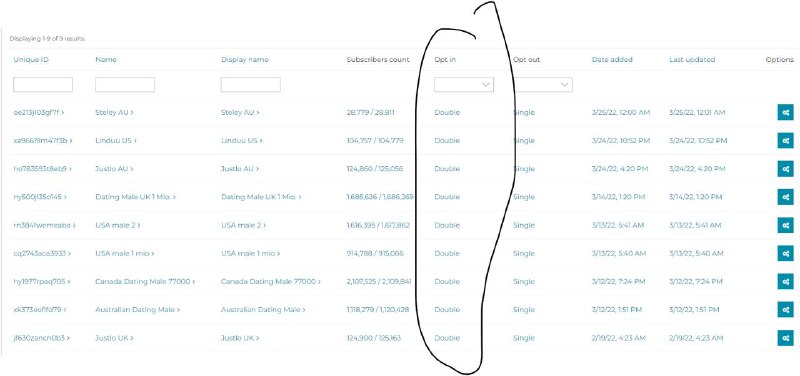 Displaying 1-9 of 9 results
Unique ID Name Display name Subscribers count Opt in Opt out Date added Last updated Options
oe213j103gf7f › Steley AU › Steley AU › 28,779 / 28,811 Double Single 3/25/22, 12:00 AM 3/25/22, 12:01 AM
xa96619m47f3b › Linduu US › Linduu US › 104,757 / 104,779 Double Single 3/24/22, 10:52 PM 3/24/22, 10:52 PM
ho783593t8eb9 › Justlo AU › Justlo AU › 124,860 / 125,056 Double Single 3/24/22, 4:20 PM 3/24/22, 4:20 PM
ny500jt35o145 › Dating Male UK 1 Mio. › Dating Male UK 1 Mio. › 1,685,626 / 1,686,269 Double Single 3/14/22, 1:20 PM 3/14/22, 1:20 PM
rn384fwemeaba › USA male 2 › USA male 2 › 1,616,395 / 1,617,862 Double Single 3/13/22, 5:41 AM 3/13/22, 5:41 AM
oq2743aca3933 › USA male 1 mio › USA male 1 mio › 914,788 / 915,066 Double Single 3/13/22, 5:40 AM 3/13/22, 5:40 AM
hy1977rpaq705 › Canada Dating Male 77000 › Canada Dating Male 77000 › 2,107,525 / 2,109,841 Double Single 3/12/22, 7:24 PM 3/12/22, 7:24 PM
Australian Dating Male › Australian Dating Male › 1,118,279 / 1,120,428 Double Single 3/12/22, 1:51 PM 3/12/22, 1:51 PM
jf630zancn0b3 › Justlo UK › Justlo UK › 124,900 / 125,163 Double Single 2/19/22, 4:23 AM 2/19/22, 4:23 AM